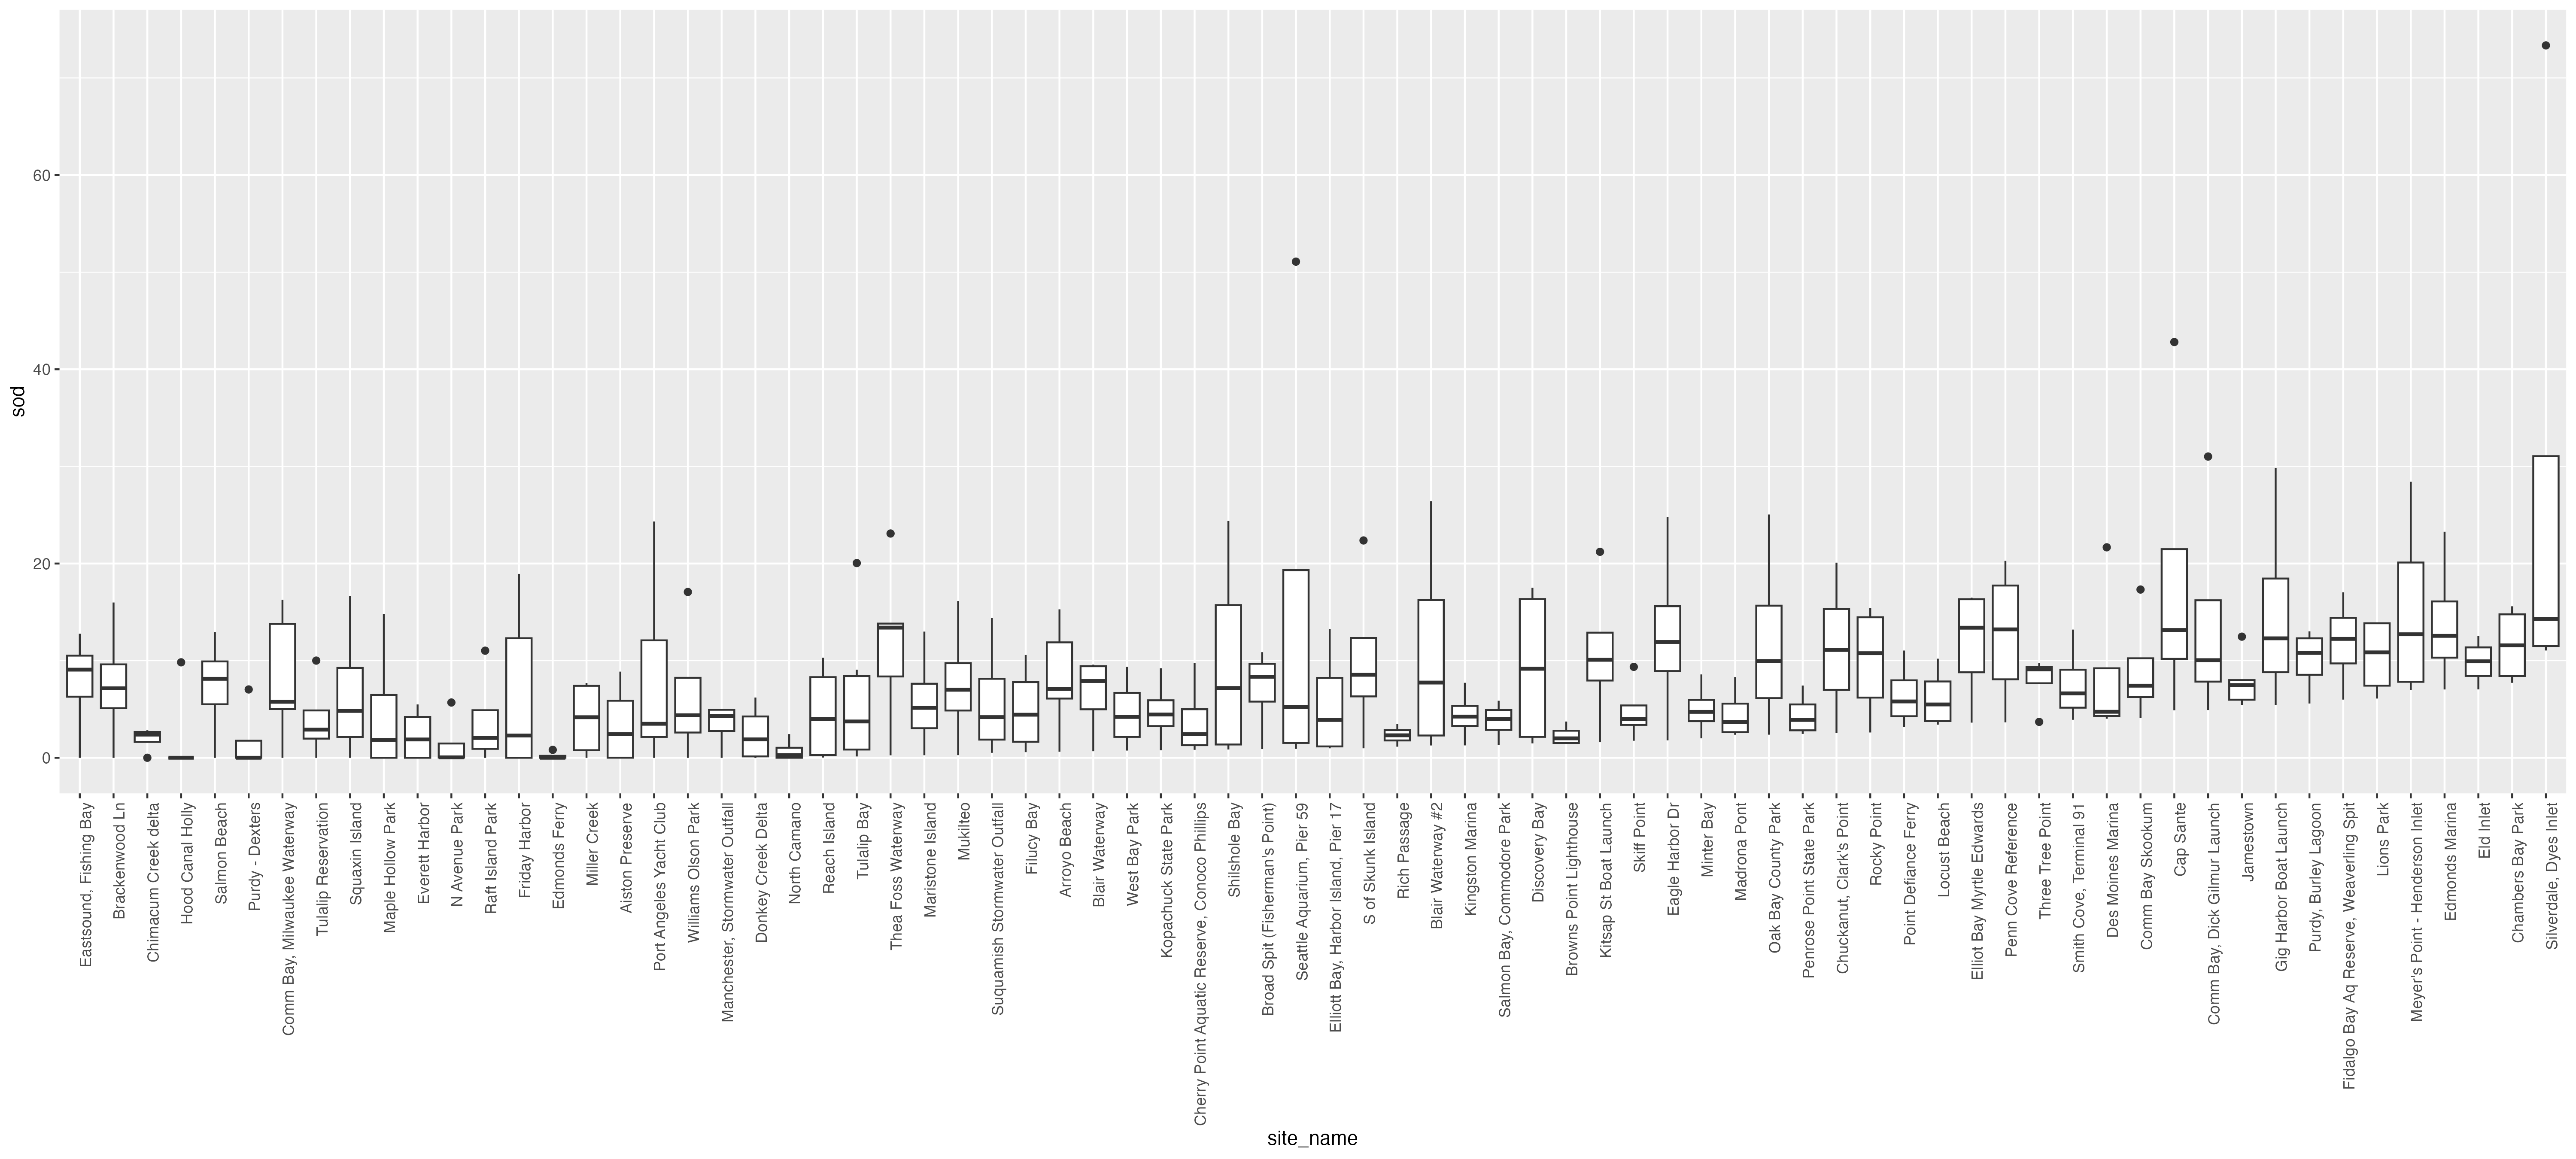 sod
60
40
20
0
Eastsound, Fishing Bay
Brackenwood Ln
Chimacum Creek delta
Hood Canal Holly
Salmon Beach
Purdy - Dexters
Comm Bay, Milwaukee Waterway
Tulalip Reservation
Squaxin Island
Maple Hollow Park
Everett Harbor
N Avenue Park
Raft Island Park
Friday Harbor
Edmonds Ferry
Miller Creek
Aiston Preserve
Port Angeles Yacht Club
Williams Olson Park
Manchester, Stormwater Outfall
Donkey Creek Delta
North Camano
Reach Island
Tulalip Bay
Thea Foss Waterway
Maristone Island
Mukilteo
Suquamish Stormwater Outfall
Filucy Bay
Arroyo Beach
Blair Waterway
West Bay Park
Kopachuck State Park
Cherry Point Aquatic Reserve, Conoco Phillips
Shilshole Bay
Broad Spit (Fisherman's Point)
Seattle Aquarium, Pier 59
Elliott Bay, Harbor Island, Pier 17
S of Skunk Island
Rich Passage
Blair Waterway #2
Kingston Marina
Salmon Bay, Commodore Park
Discovery Bay
Browns Point Lighthouse
Kitsap St Boat Launch
Skiff Point
Eagle Harbor Dr
Minter Bay
Madrona Pont
Oak Bay County Park
Penrose Point State Park
Chuckanut, Clark's Point
Rocky Point
Point Defiance Ferry
Locust Beach
Elliot Bay Myrtle Edwards
Penn Cove Reference
Three Tree Point
Smith Cove, Terminal 91
Des Moines Marina
Comm Bay Skookum
Cap Sante
Comm Bay, Dick Gilmur Launch
Jamestown
Gig Harbor Boat Launch
Purdy, Burley Lagoon
Fidalgo Bay Aq Reserve, Weaverling Spit
Lions Park
Meyer's Point - Henderson Inlet
Edmonds Marina
Eld Inlet
Chambers Bay Park
Silverdale, Dyes Inlet
site_name